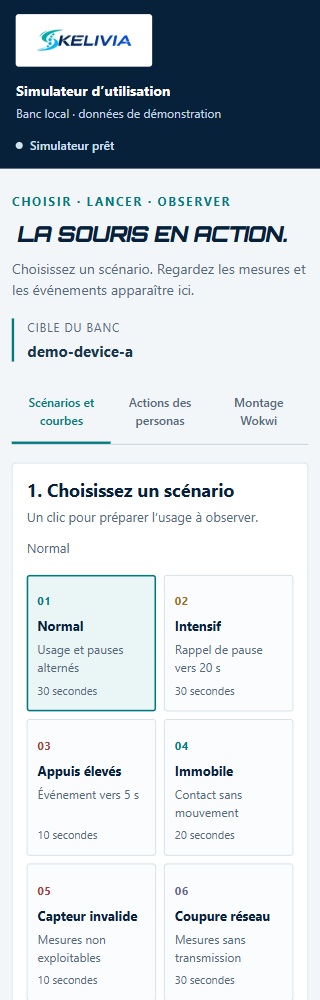 SKELIVIA
Simulateur d'utilisation
Banc local · données de démonstration
Simulateur prêt
CHOISIR · LANCER · OBSERVER
LA SOURIS EN ACTION.
Choisissez un scénario. Regardez les mesures et
les événements apparaître ici.
CIBLE DU BANC
demo-device-a
Scénarios et
courbes
Actions des
personas
Montage
Wokwi
1. Choisissez un scénario
Un clic pour préparer l'usage à observer.
Normal
01
Normal
Usage et pauses
alternés
30 secondes
02
Intensif
Rappel de pause
vers 20 s
30 secondes
03
Appuis élevés
Événement vers 5 s
10 secondes
04
Immobile
Contact sans
mouvement
20 secondes
05
Capteur invalide
Mesures non
exploitables
10 secondes
06
Coupure réseau
Mesures sans
transmission
30 secondes